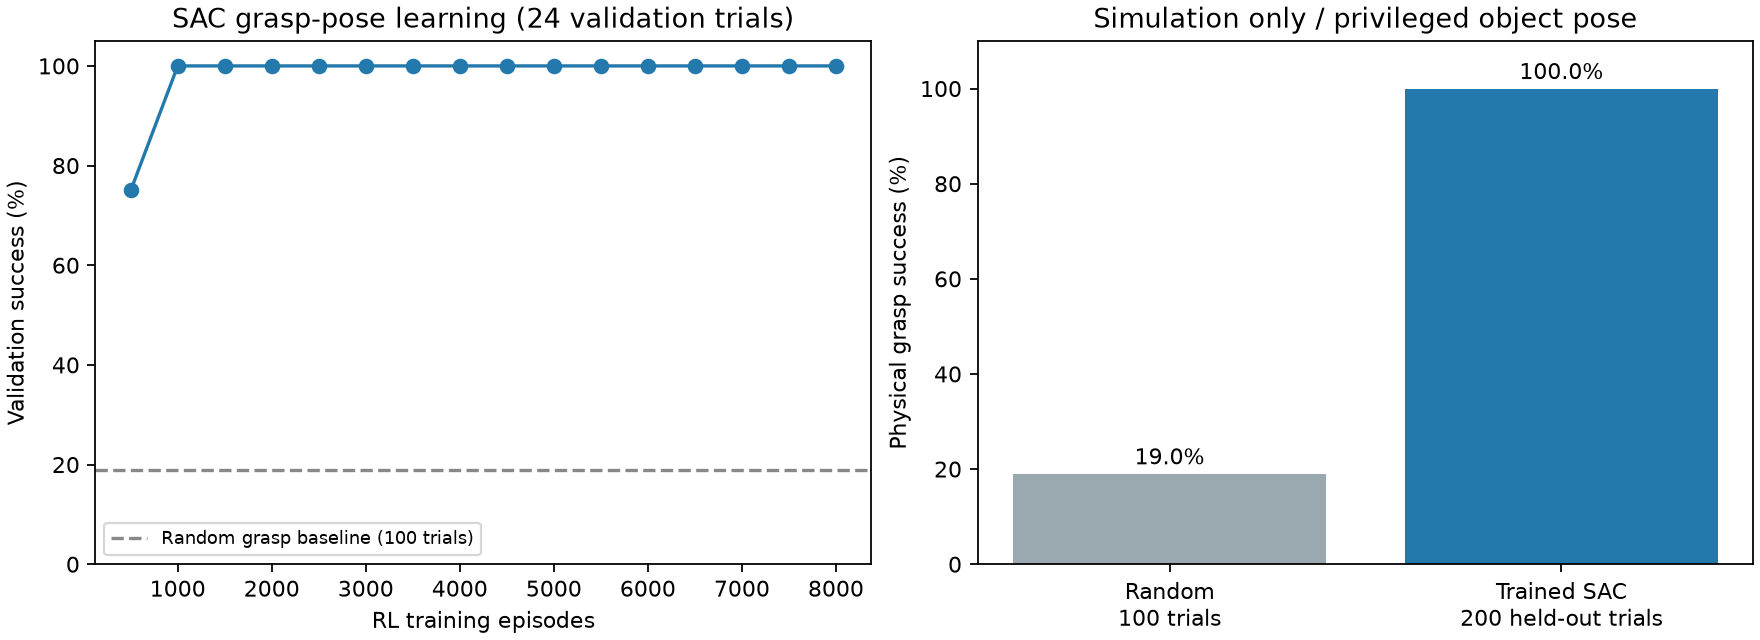 SAC grasp-pose learning (24 validation trials)
Validation success (%)
100
80
60
40
20
0
Random grasp baseline (100 trials)
1000 2000 3000 4000 5000 6000 7000 8000
RL training episodes
Simulation only / privileged object pose
Physical grasp success (%)
100
80
60
40
20
0
19.0%
100.0%
Random
100 trials
Trained SAC
200 held-out trials